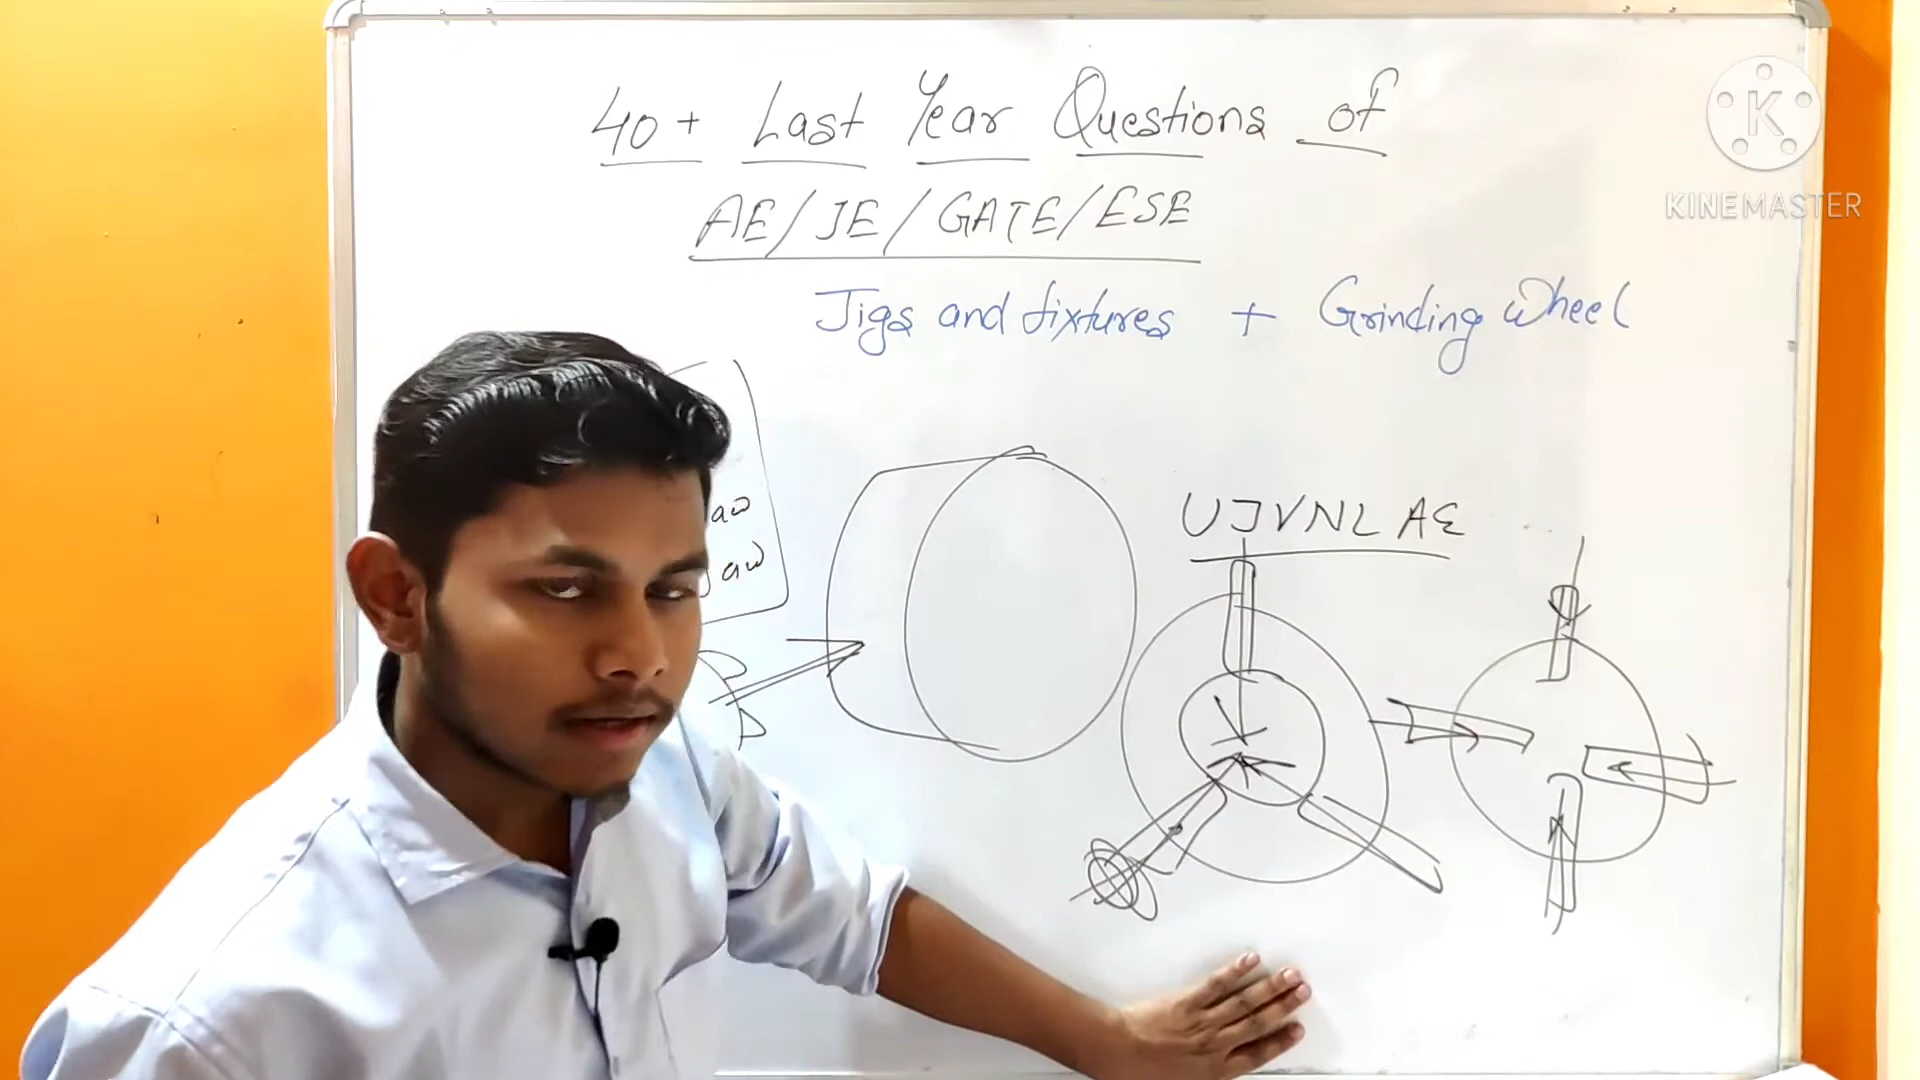 40+ Last Year Questions of
K
KINEMASTER
AE/JE/GATE/ESE
Jigs and fixtures + Grinding Wheel
UJVNL AE